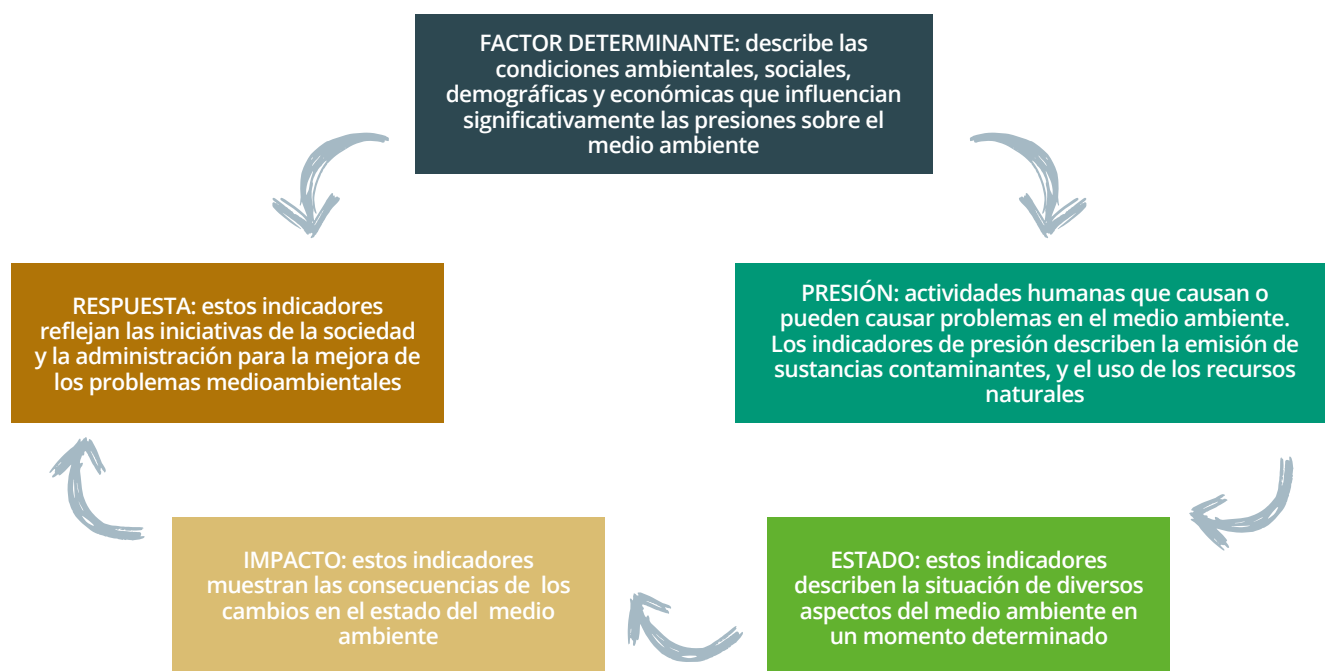 FACTOR DETERMINANTE: describe las
condiciones ambientales, sociales,
demográficas y económicas que influencian
significativamente las presiones sobre el
medio ambiente
RESPUESTA: estos indicadores
reflejan las iniciativas de la sociedad
y la administración para la mejora de
los problemas medioambientales
PRESIÓN: actividades humanas que causan o
pueden causar problemas en el medio ambiente.
Los indicadores de presión describen la emisión de
sustancias contaminantes, y el uso de los recursos
naturales
IMPACTO: estos indicadores
muestran las consecuencias de los
cambios en el estado del medio
ambiente
ESTADO: estos indicadores
describen la situación de diversos
aspectos del medio ambiente en
un momento determinado